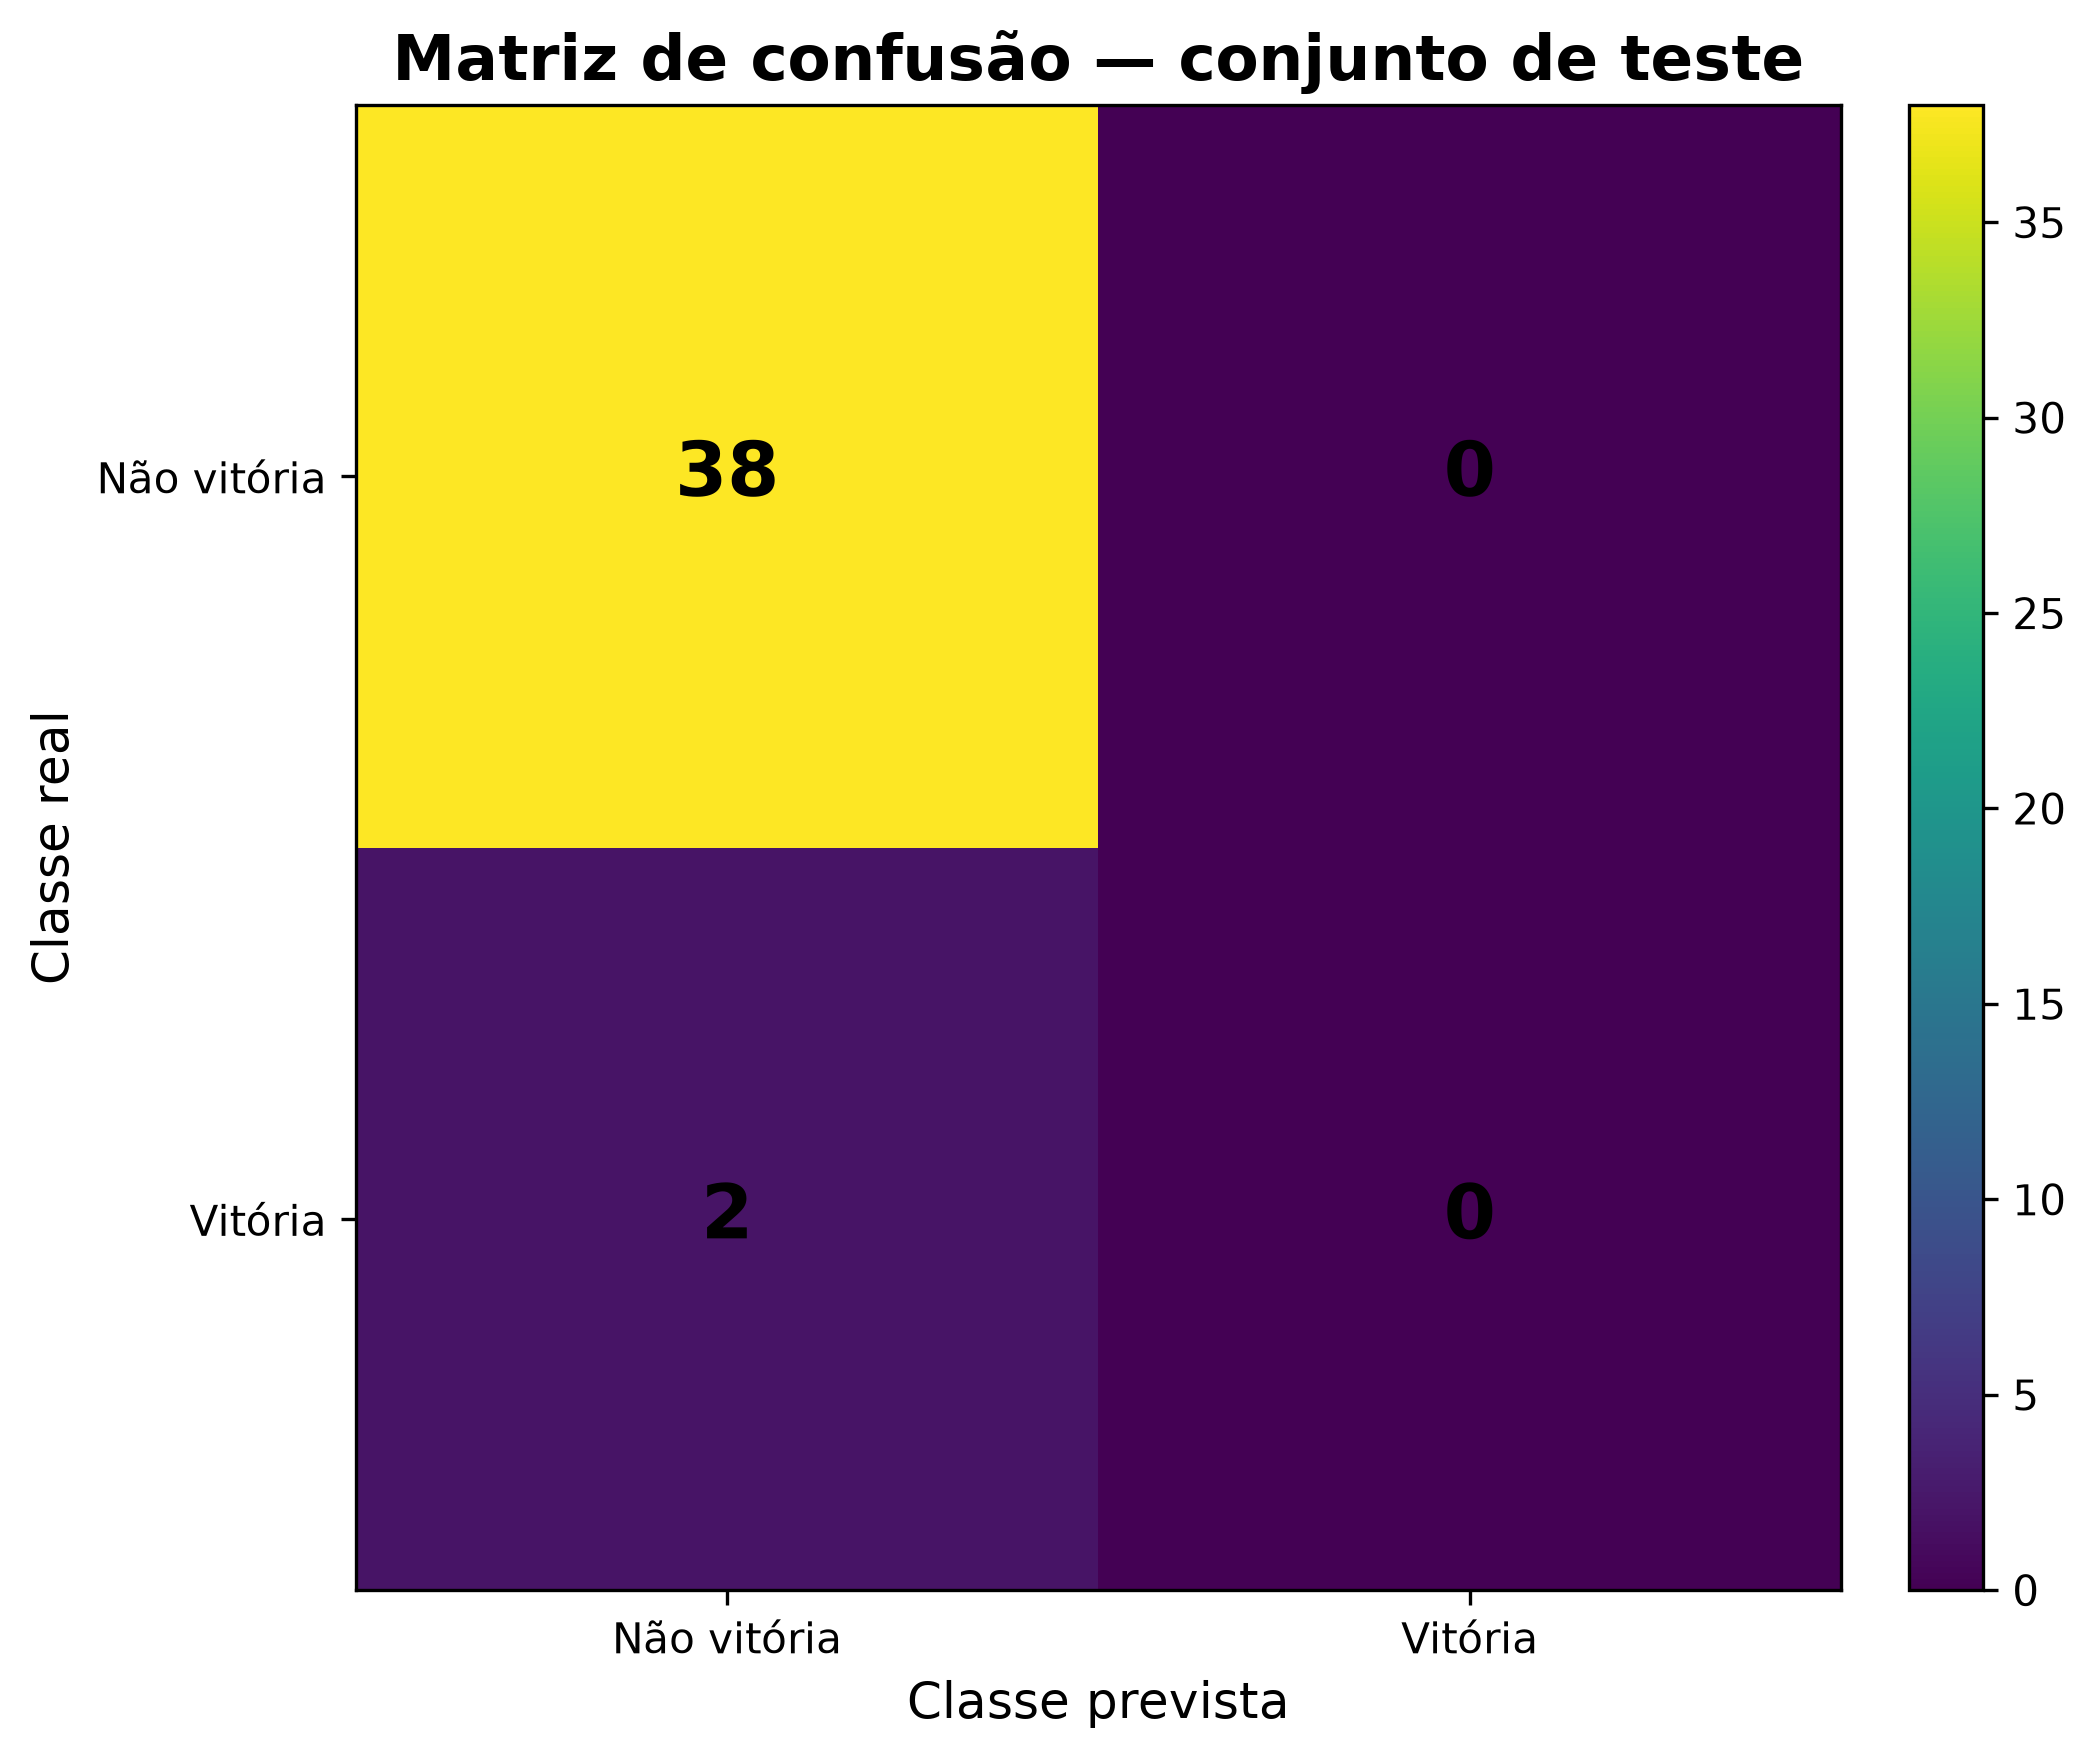 Matriz de confusão — conjunto de teste
38
0
2
0
Não vitória
Vitória
Classe real
Não vitória
Vitória
Classe prevista
35
30
25
20
15
10
5
0